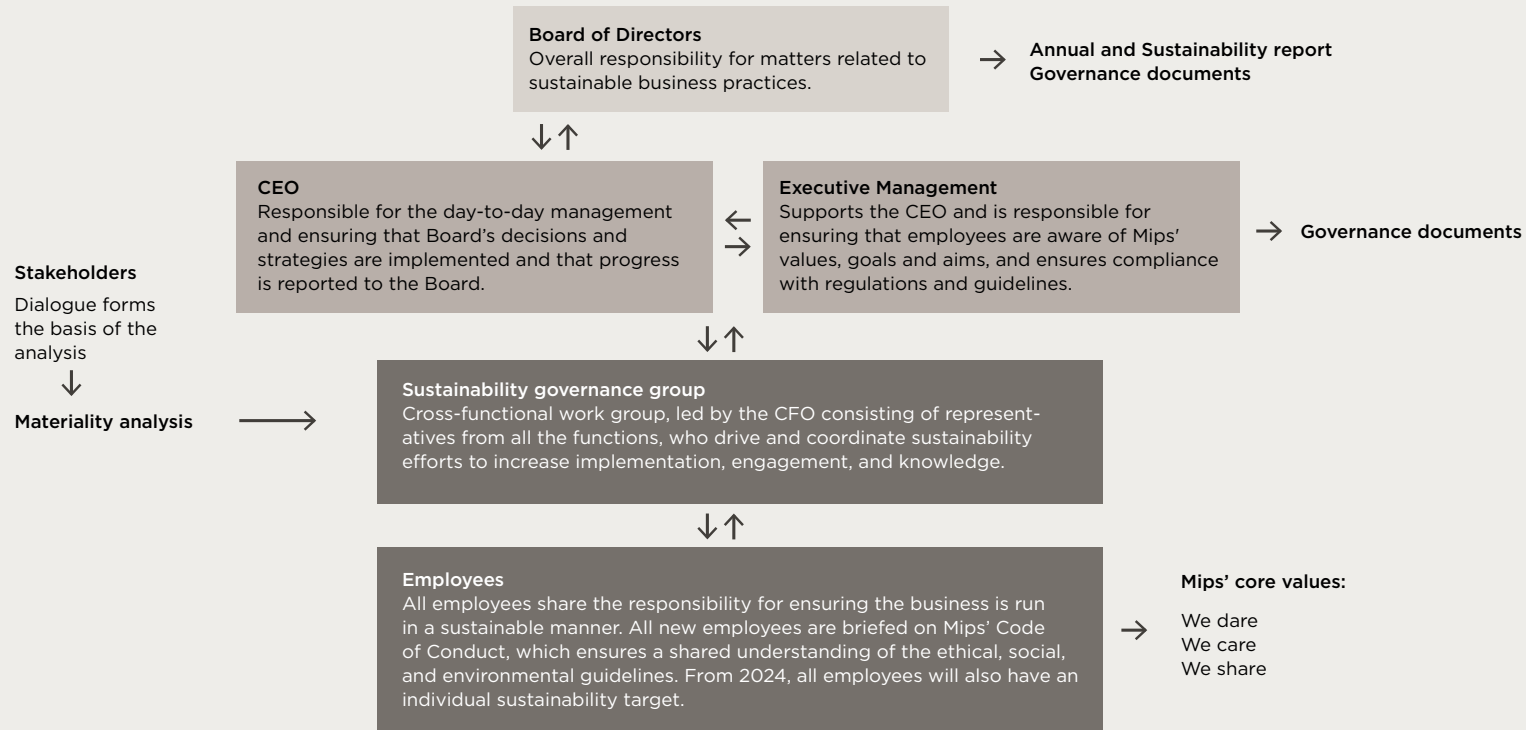 Board of Directors
Overall responsibility for matters related to
sustainable business practices.
Annual and Sustainability report
Governance documents
CEO
Responsible for the day-to-day management
and ensuring that Board’s decisions and
strategies are implemented and that progress
is reported to the Board.
Executive Management
Supports the CEO and is responsible for
ensuring that employees are aware of Mips'
values, goals and aims, and ensures compliance
with regulations and guidelines.
Governance documents
Stakeholders
Dialogue forms
the basis of the
analysis
Materiality analysis
Sustainability governance group
Cross-functional work group, led by the CFO consisting of represent-
atives from all the functions, who drive and coordinate sustainability
efforts to increase implementation, engagement, and knowledge.
Employees
All employees share the responsibility for ensuring the business is run
in a sustainable manner. All new employees are briefed on Mips’ Code
of Conduct, which ensures a shared understanding of the ethical, social,
and environmental guidelines. From 2024, all employees will also have an
individual sustainability target.
Mips’ core values:
We dare
We care
We share